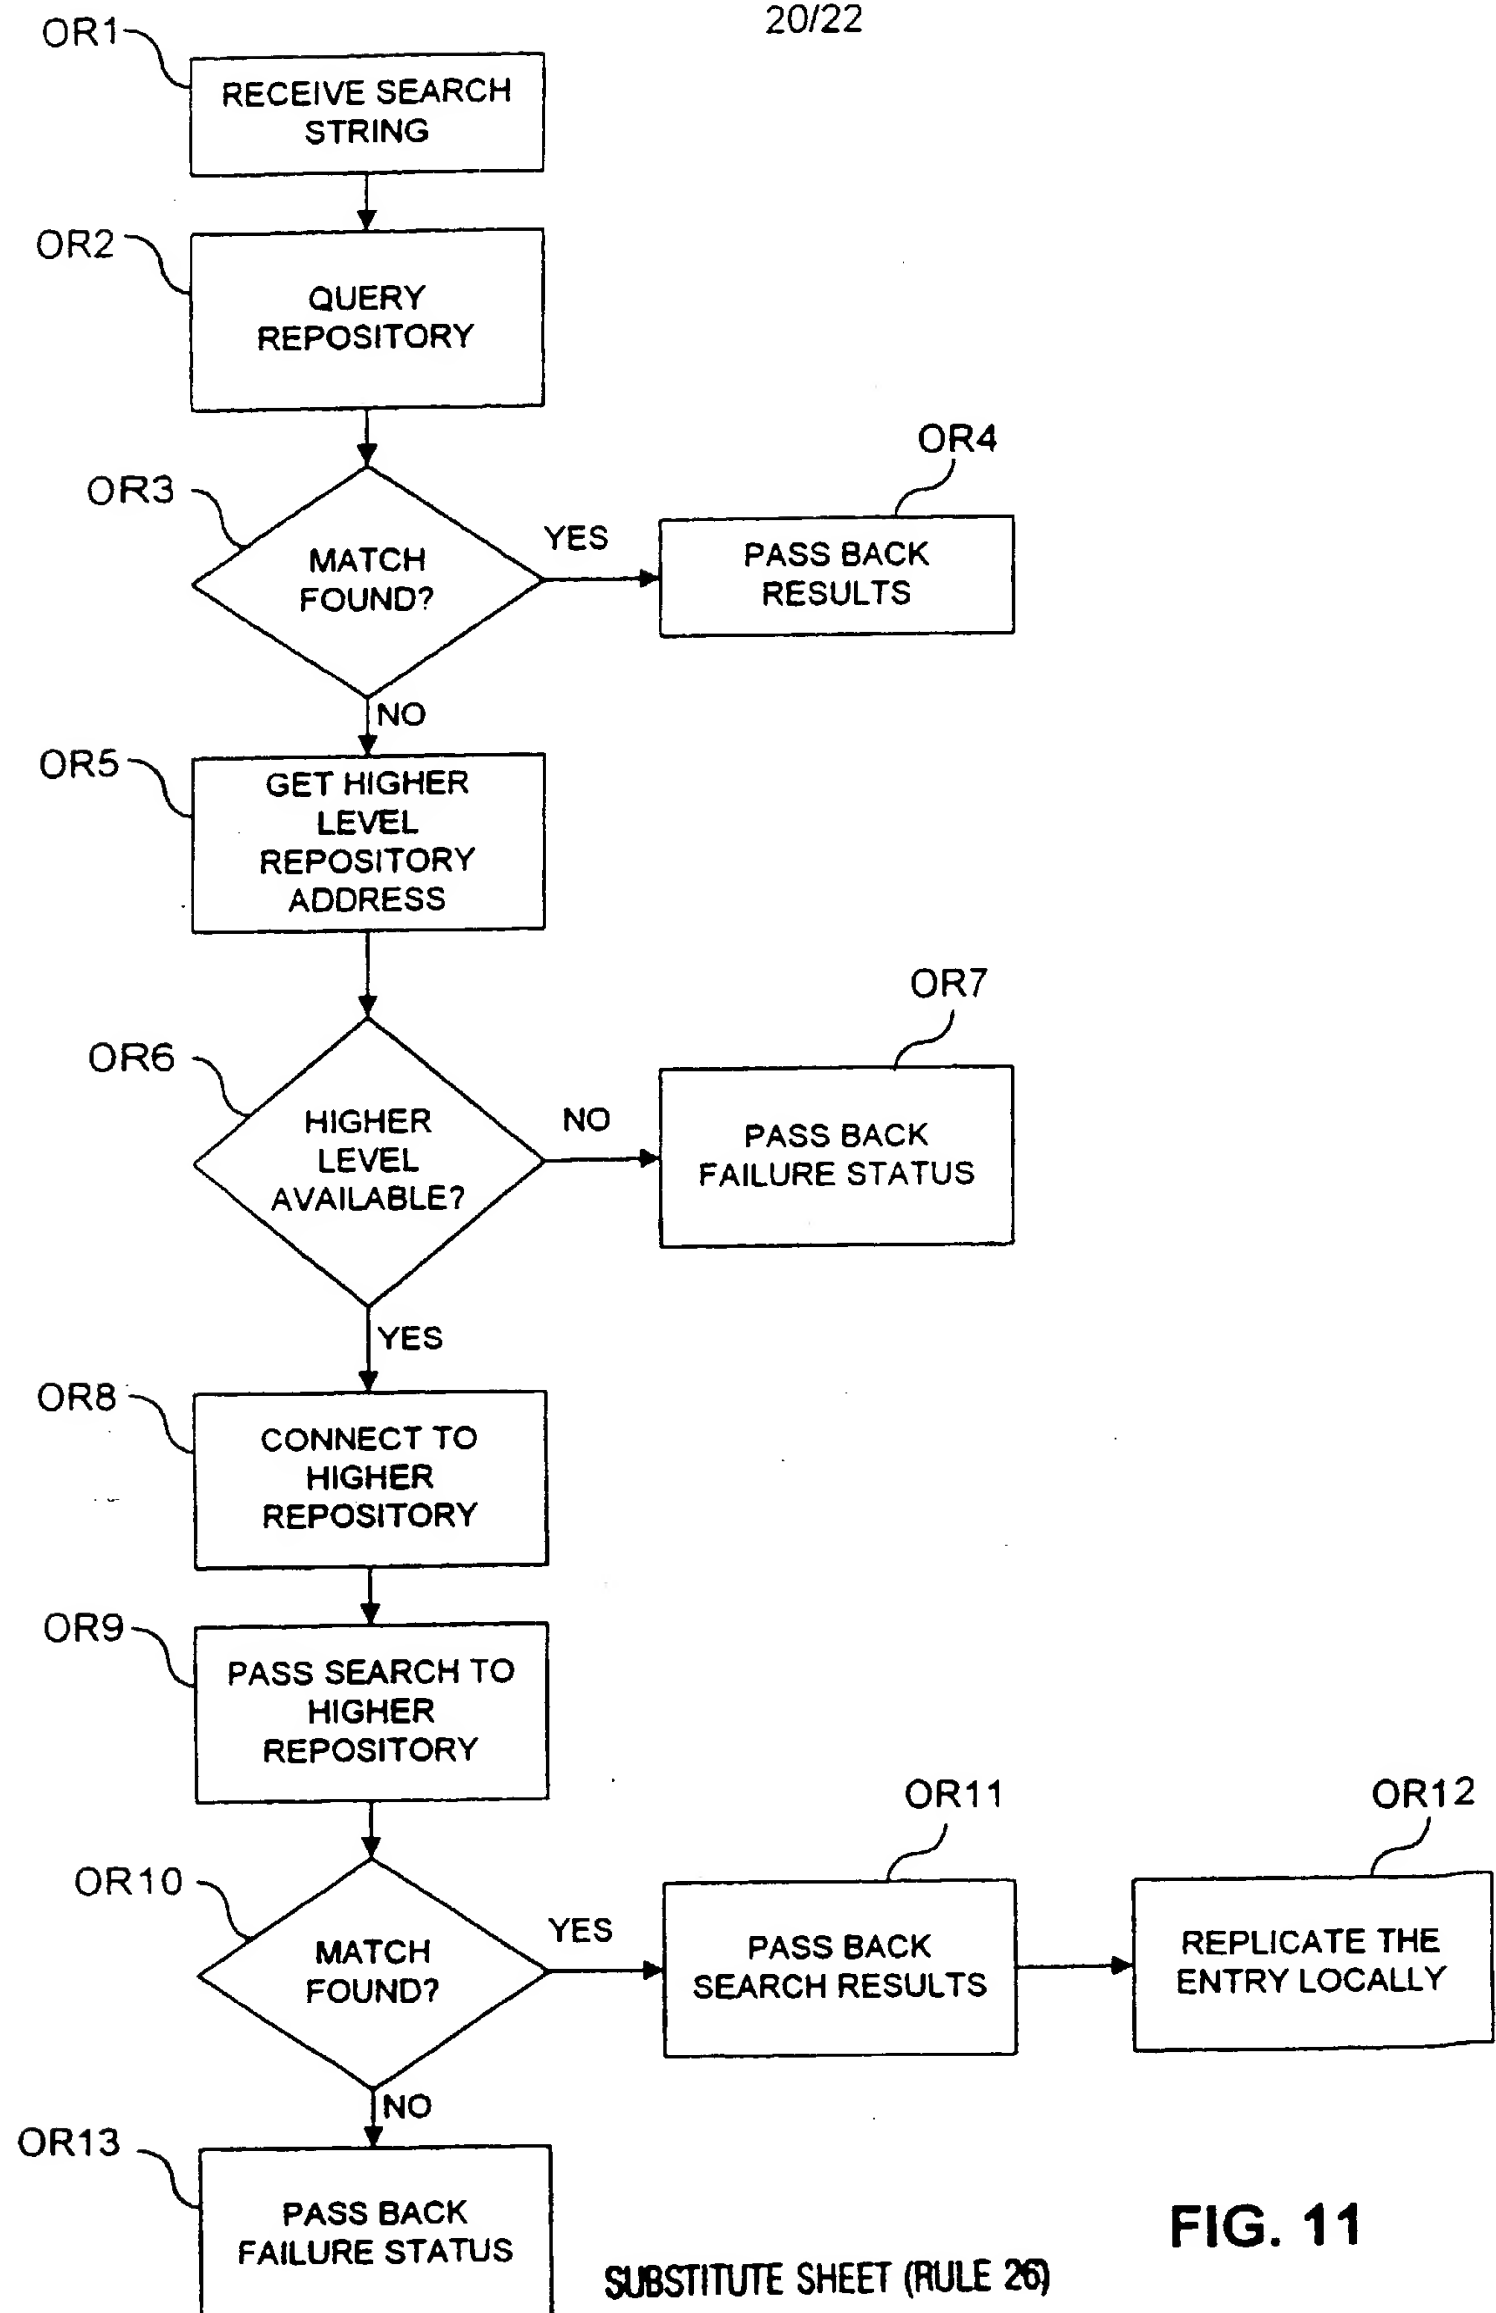 20/22
OR1
RECEIVE SEARCH
STRING
OR2
QUERY
REPOSITORY
OR3
MATCH
FOUND?
YES
OR4
PASS BACK
RESULTS
NO
OR5
GET HIGHER
LEVEL
REPOSITORY
ADDRESS
OR6
HIGHER
LEVEL
AVAILABLE?
NO
OR7
PASS BACK
FAILURE STATUS
YES
OR8
CONNECT TO
HIGHER
REPOSITORY
OR9
PASS SEARCH TO
HIGHER
REPOSITORY
OR10
MATCH
FOUND?
YES
OR11
PASS BACK
SEARCH RESULTS
OR12
REPLICATE THE
ENTRY LOCALLY
NO
OR13
PASS BACK
FAILURE STATUS
FIG. 11
SUBSTITUTE SHEET (RULE 26)